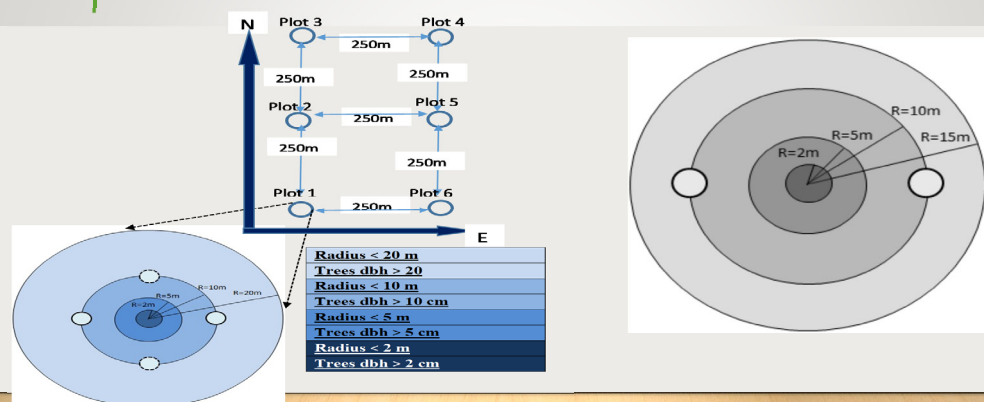 N
Plot 3
Plot 4
250m
250m
250m
Plot 2
Plot 5
250m
250m
250m
Plot 1
Plot 6
250m
E
R=2m
R=5m
R=10m
R=20m
Radius < 20 m
Trees dbh > 20
Radius < 10 m
Trees dbh > 10 cm
Radius < 5 m
Trees dbh > 5 cm
Radius < 2 m
Trees dbh > 2 cm
R=10m
R=5m
R=15m
R=2m